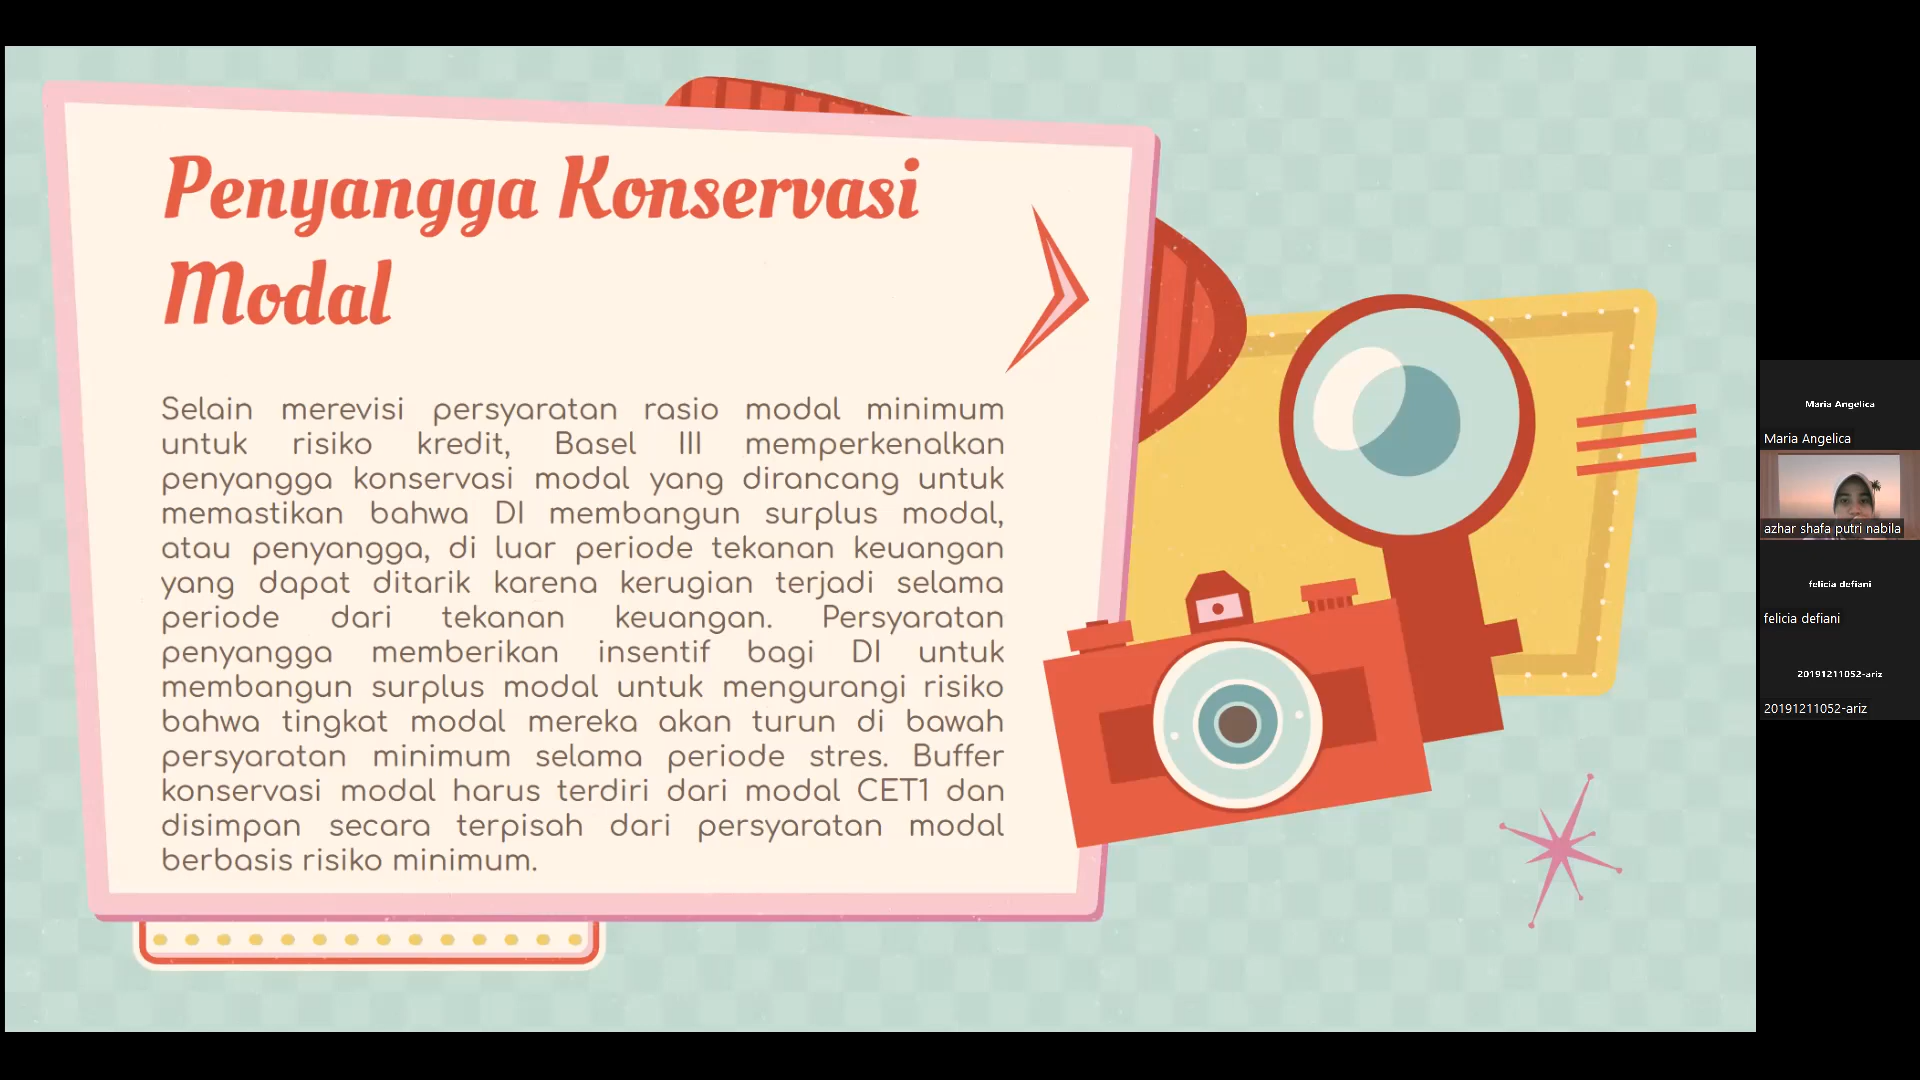 Penyangga Konservasi
Modal
Selain merevisi persyaratan rasio modal minimum
untuk risiko kredit, Basel III memperkenalkan
penyangga konservasi modal yang dirancang untuk
memastikan bahwa DI membangun surplus modal,
atau penyangga, di luar periode tekanan keuangan
yang dapat ditarik karena kerugian terjadi selama
periode dari tekanan keuangan. Persyaratan
penyangga memberikan insentif bagi DI untuk
membangun surplus modal untuk mengurangi risiko
bahwa tingkat modal mereka akan turun di bawah
persyaratan minimum selama periode stres. Buffer
konservasi modal harus terdiri dari modal CET1 dan
disimpan secara terpisah dari persyaratan modal
berbasis risiko minimum.
Maria Angelica
Maria Angelica
azhar shafa putri nabila
felicia defiani
felicia defiani
20191211052-ariz
20191211052-ariz